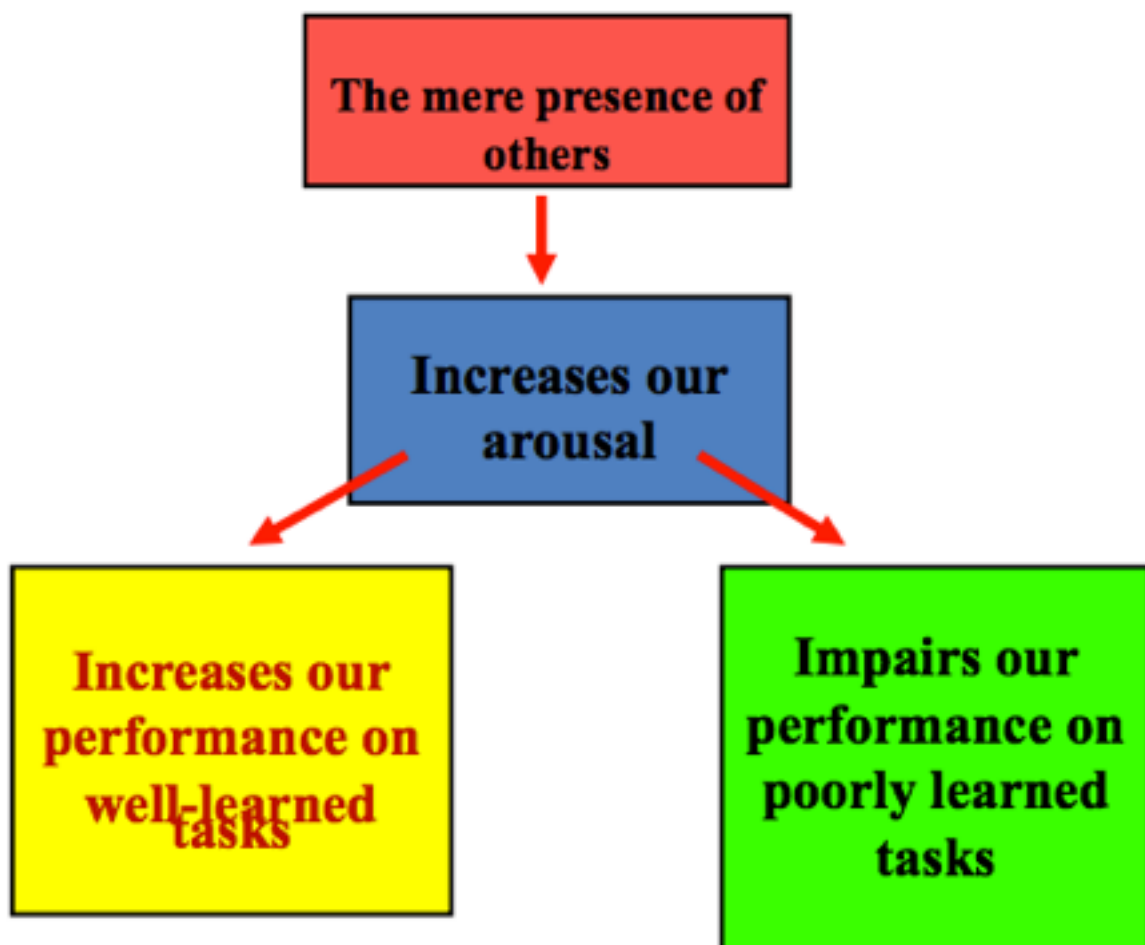 The mere presence of
others
Increases our
arousal
Increases our
performance on
well-learned
tasks
Impairs our
performance on
poorly learned
tasks